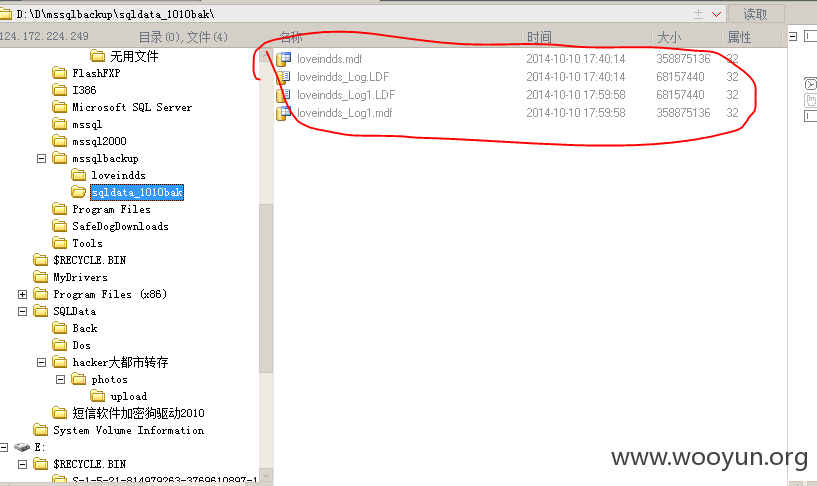 D:\D\mssqlbackup\sqldata_1010bak\ 读取
124.172.224.249 目录(0),文件(4) 名称 时间 大小 属性
无用文件
FlashFXP
I386
Microsoft SQL Server
mssql
mssql2000
mssqlbackup
loveindds
sqldata_1010bak
Program Files
SafeDogDownloads
Tools
$RECYCLE.BIN
MyDrivers
Program Files (x86)
SQLData
Back
Dos
hacker大都市转存
photos
upload
短信软件加密狗驱动2010
System Volume Information
E:
$RECYCLE.BIN
S-1-5-21-814979263-3769610897-1
loveindds.mdf 2014-10-10 17:40:14 358875136 32
loveindds_Log.LDF 2014-10-10 17:40:14 68157440 32
loveindds_Log1.LDF 2014-10-10 17:59:58 68157440 32
loveindds_Log1.mdf 2014-10-10 17:59:58 358875136 32
www.wooyun.org